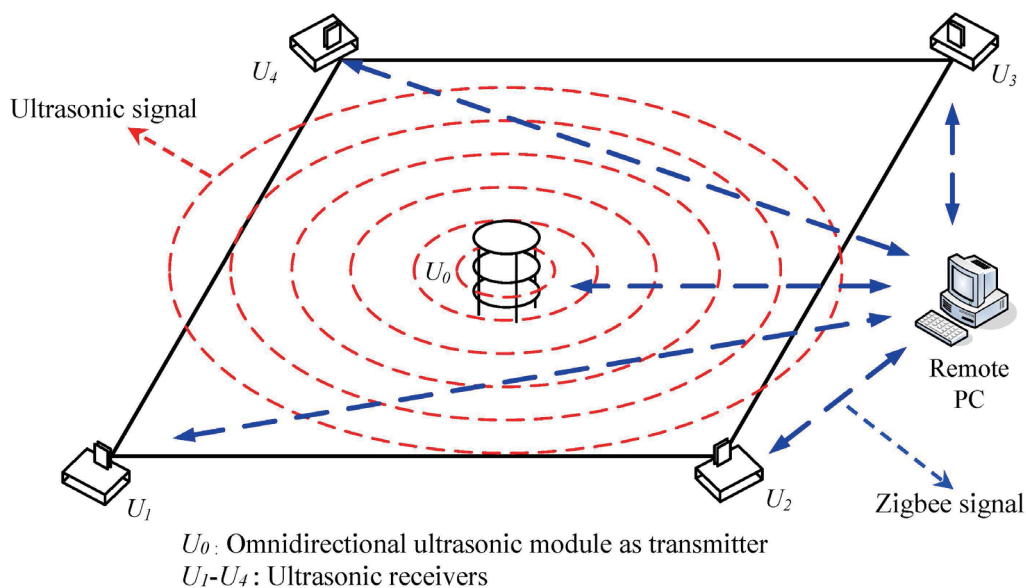 U4
U3
Ultrasonic signal
U0
Remote
PC
U1
U2
Zigbee signal
U0 : Omnidirectional ultrasonic module as transmitter
U1-U4 : Ultrasonic receivers